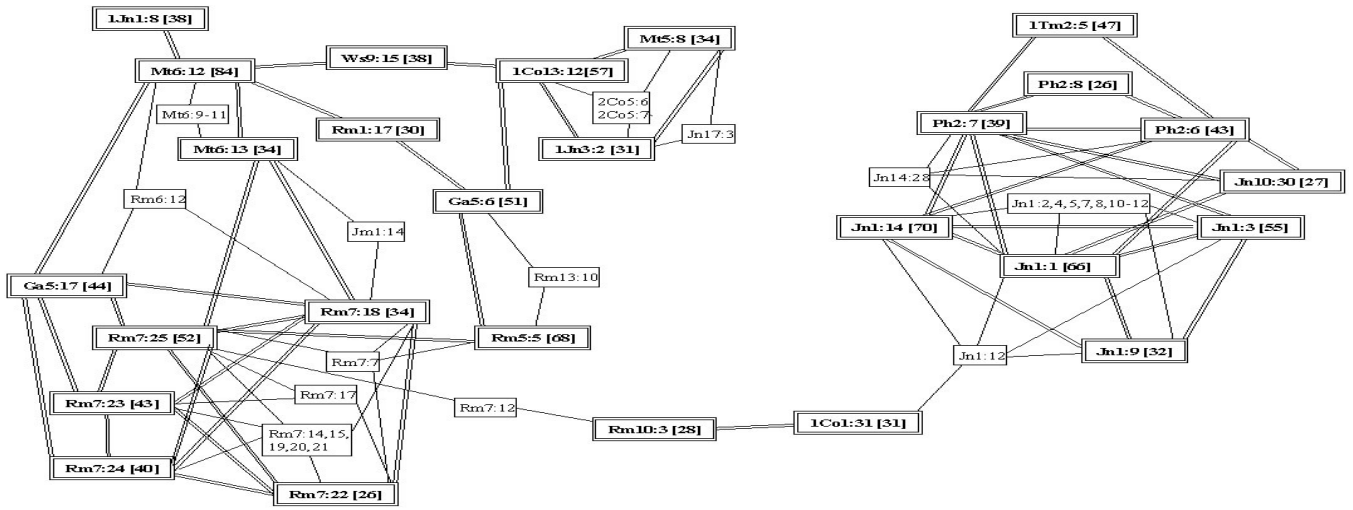 1Jn1:8 [38]
1Tm2:5 [47]
Mt5:8 [34]
Ws9:15 [38]
Mt6:12 [84]
1Co13:12[57]
Ph2:8 [26]
2Co5:6
2Co5:7-
Mt6:9-11
Ph2:7 [39]
Rm1:17 [30]
Ph2:6 [43]
Jn17:3
Mt6:13 [34]
1Jn3:2 [31]
Jn14:28
Jn10:30 [27]
Rm6:12
Ga5:6 [51]
Jn1:2,4,5,7,8,10-12
Jn1:14 [70]
Jn1:3 [55]
Jm1:14
Jn1:1 [66]
Rm13:10
Ga5:17 [44]
Rm7:18 [34]
Rm7:25 [52]
Rm5:5 [68]
Jn1:9 [32]
Jn1:12
Rm7:7
Rm7:17
Rm7:23 [43]
Rm7:12
1Co1:31 [31]
Rm10:3 [28]
Rm7:14,15,
19,20,21
Rm7:24 [40]
Rm7:22 [26]